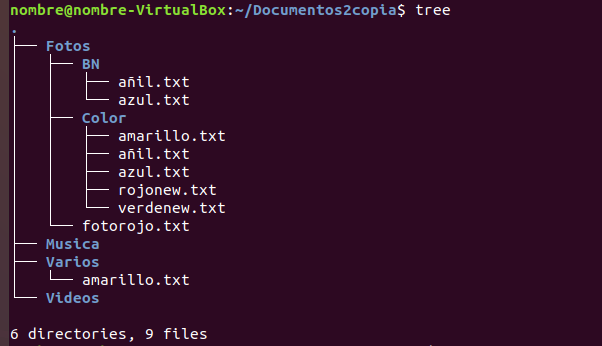 nombre@nombre-VirtualBox:~/Documentos2copia$ tree
.
├── Fotos
│   ├── BN
│   │   ├── añil.txt
│   │   └── azul.txt
│   ├── Color
│   │   ├── amarillo.txt
│   │   ├── añil.txt
│   │   ├── azul.txt
│   │   ├── rojonew.txt
│   │   └── verdenew.txt
│   └── fotorojo.txt
├── Musica
├── Varios
│   └── amarillo.txt
└── Videos
6 directories, 9 files